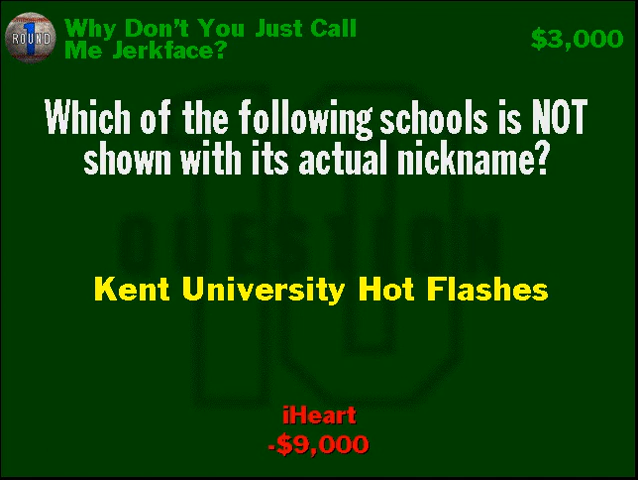 ROUND 1
Why Don't You Just Call
Me Jerkface?
$3,000
Which of the following schools is NOT
shown with its actual nickname?
QUESTION
10
Kent University Hot Flashes
iHeart
-$9,000